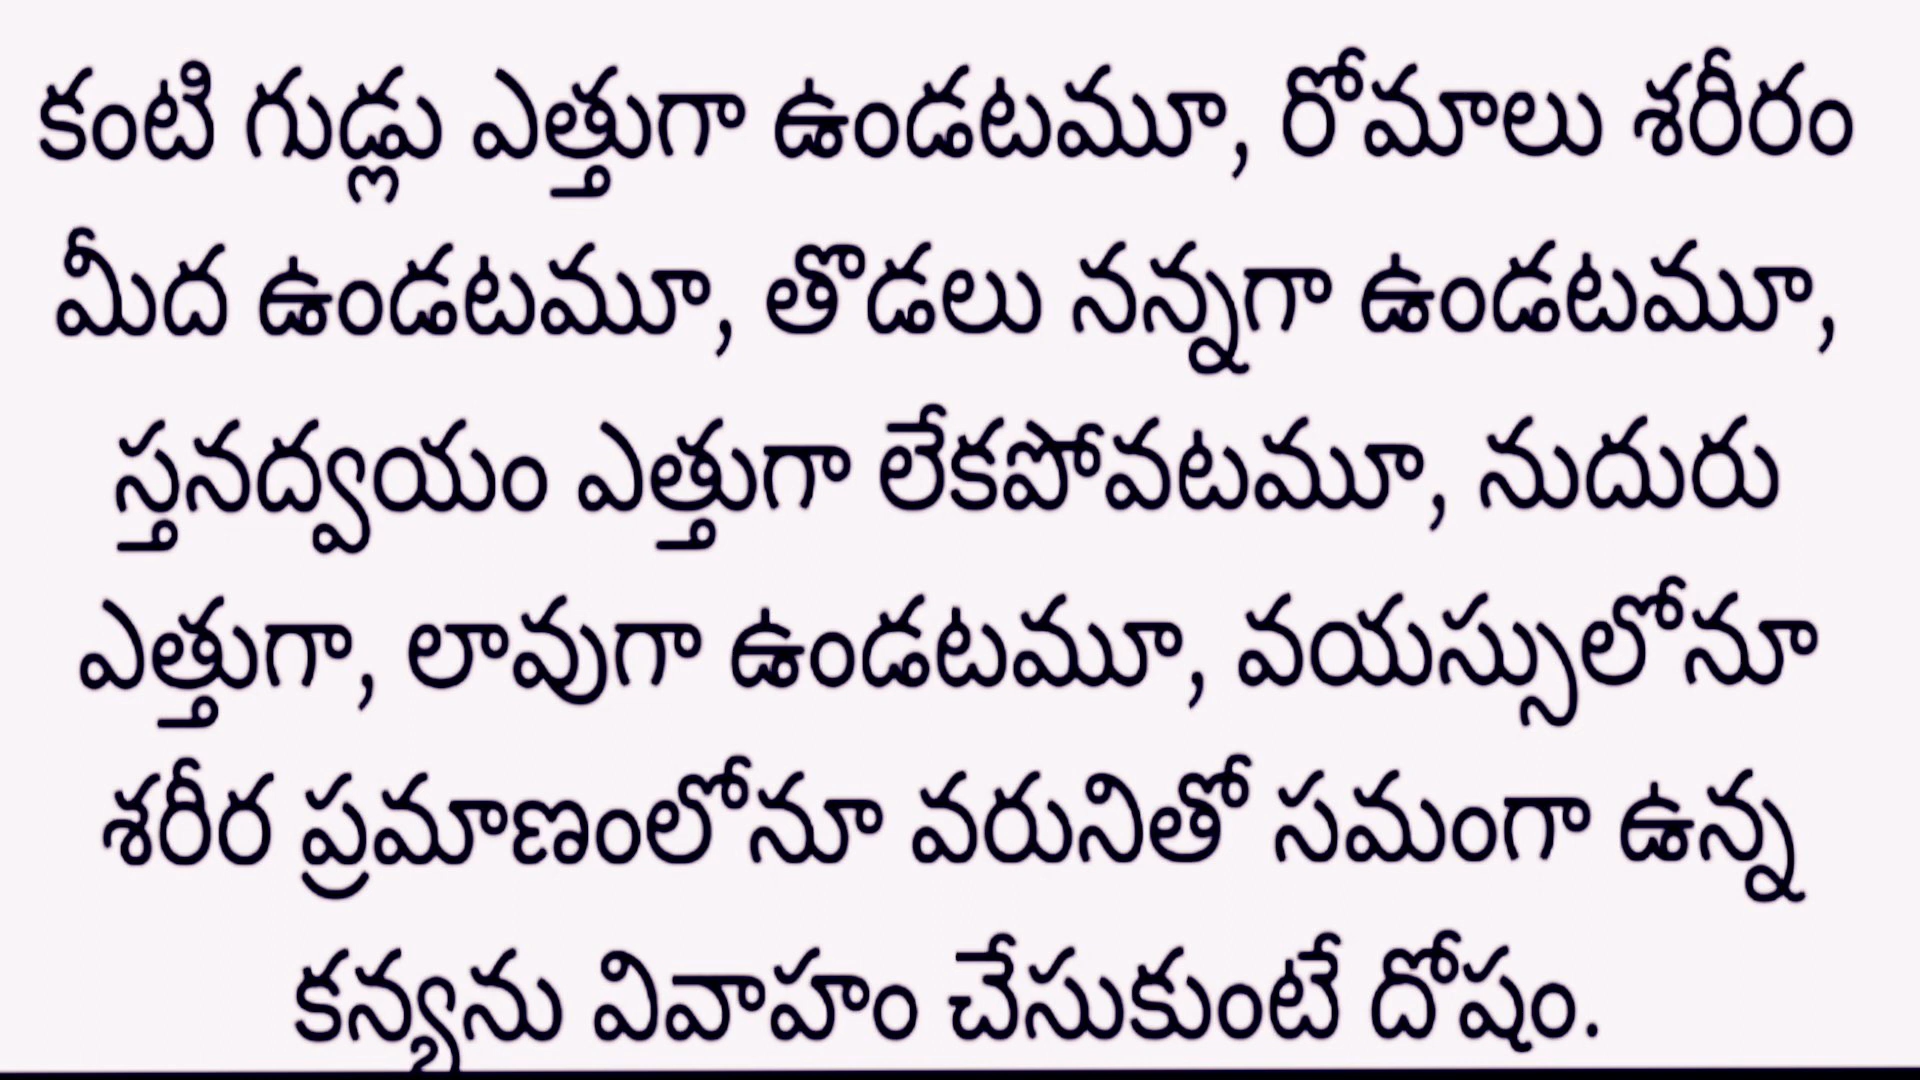 కంటి గుడ్లు ఎత్తుగా ఉండటమూ, రోమాలు శరీరం
మీద ఉండటమూ, తొడలు నన్నగా ఉండటమూ,
స్తనద్వయం ఎత్తుగా లేకపోవటమూ, నుదురు
ఎత్తుగా, లావుగా ఉండటమూ, వయస్సులోనూ
శరీర ప్రమాణంలోనూ వరునితో సమంగా ఉన్న
కన్యను వివాహం చేసుకుంటే దోషం.